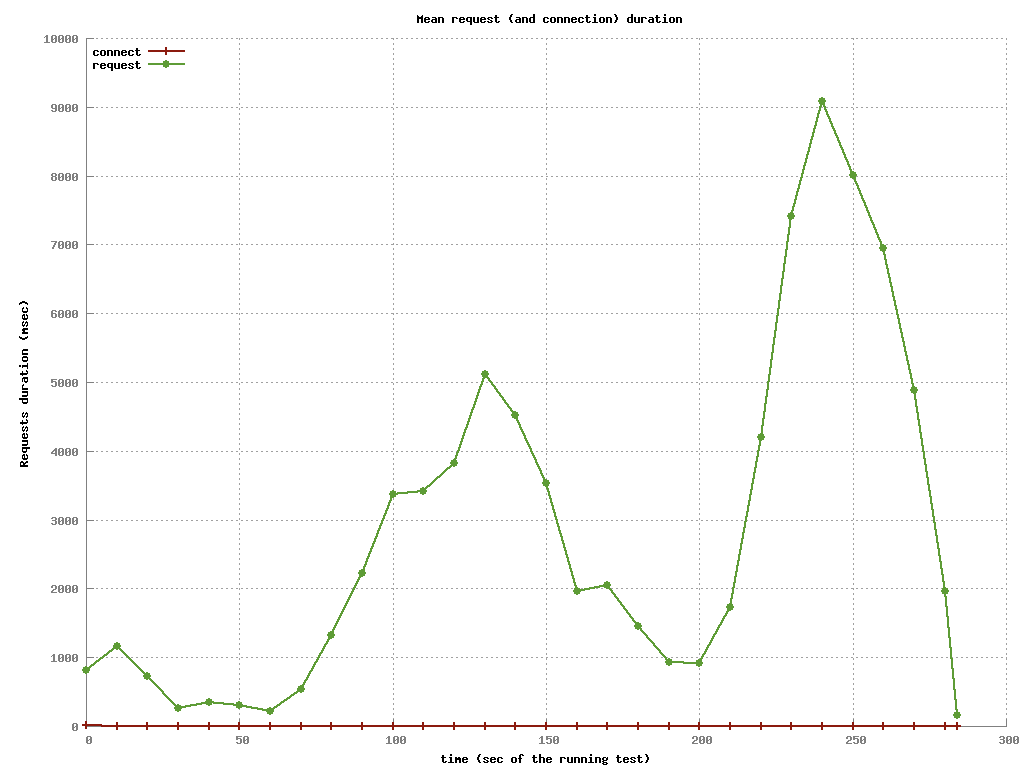 Mean request (and connection) duration
connect
request
10000
9000
8000
7000
6000
5000
4000
3000
2000
1000
0
Requests duration (msec)
0 50 100 150 200 250 300
time (sec of the running test)